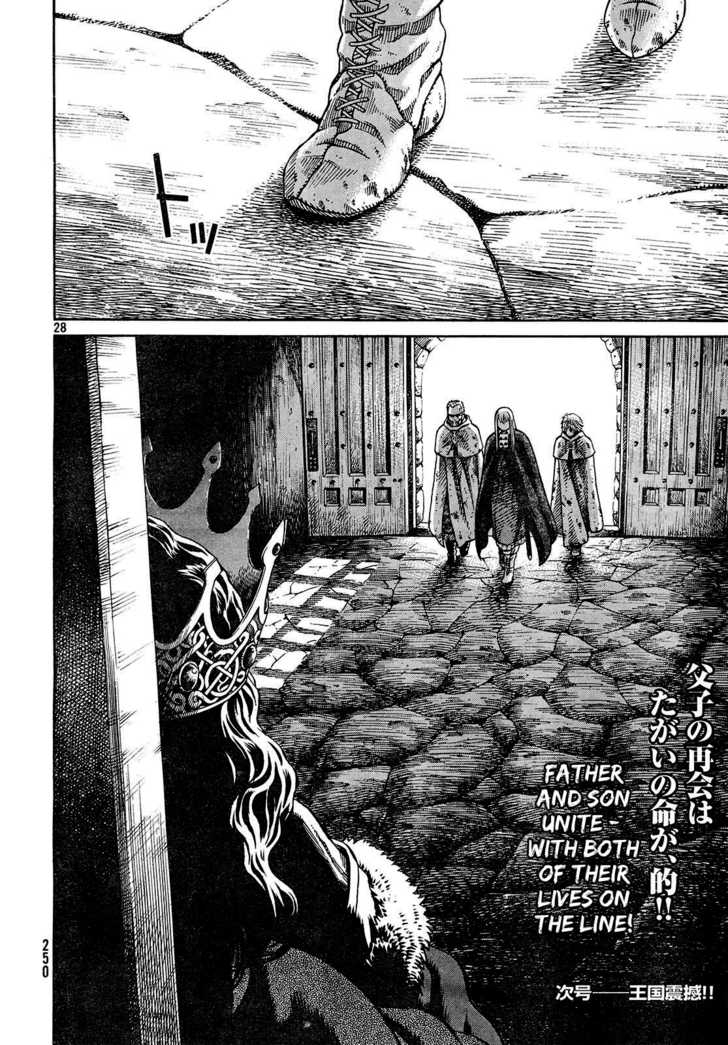 トッ
28
父子の再会は
たがいの命が、的!!
FATHER
AND SON
UNITE -
WITH BOTH
OF THEIR
LIVES ON
THE LINE!
250
次号――王国震撼!!